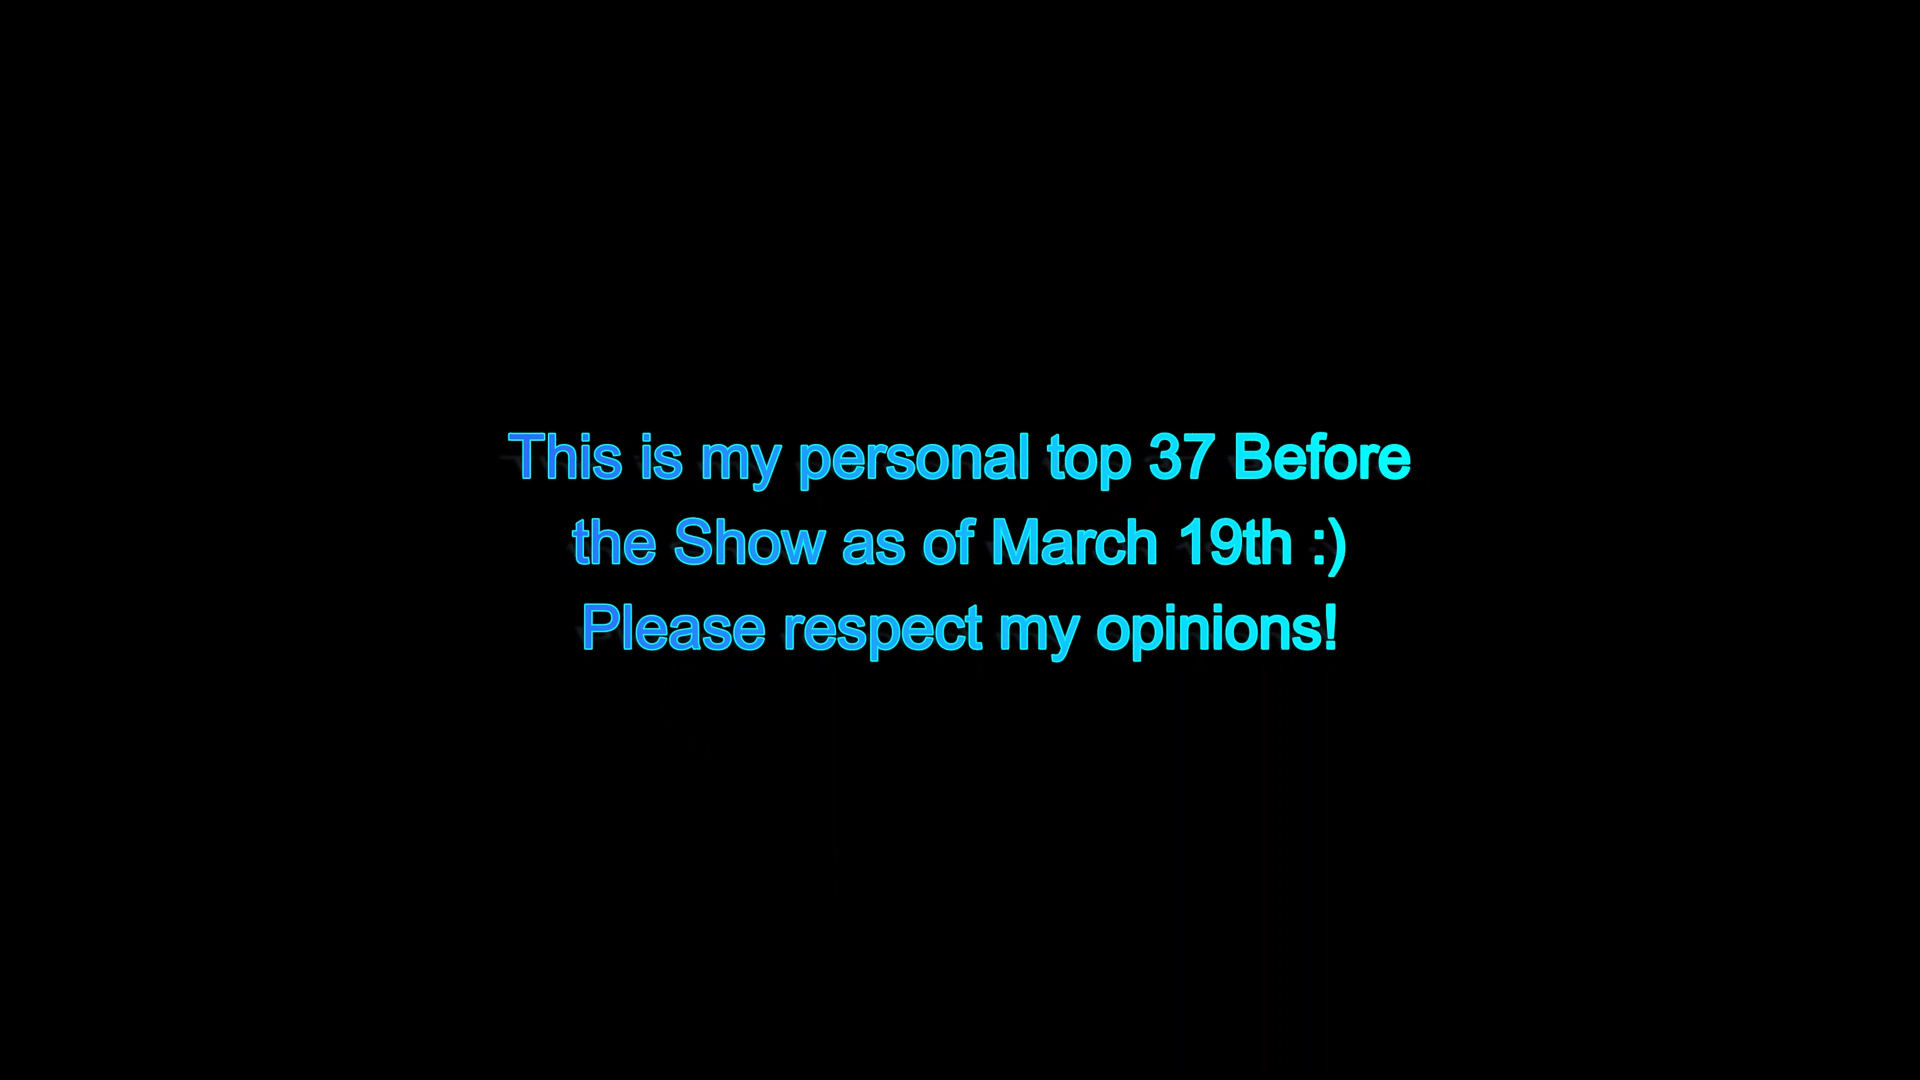 This is my personal top 37 Before
the Show as of March 19th :)
Please respect my opinions!